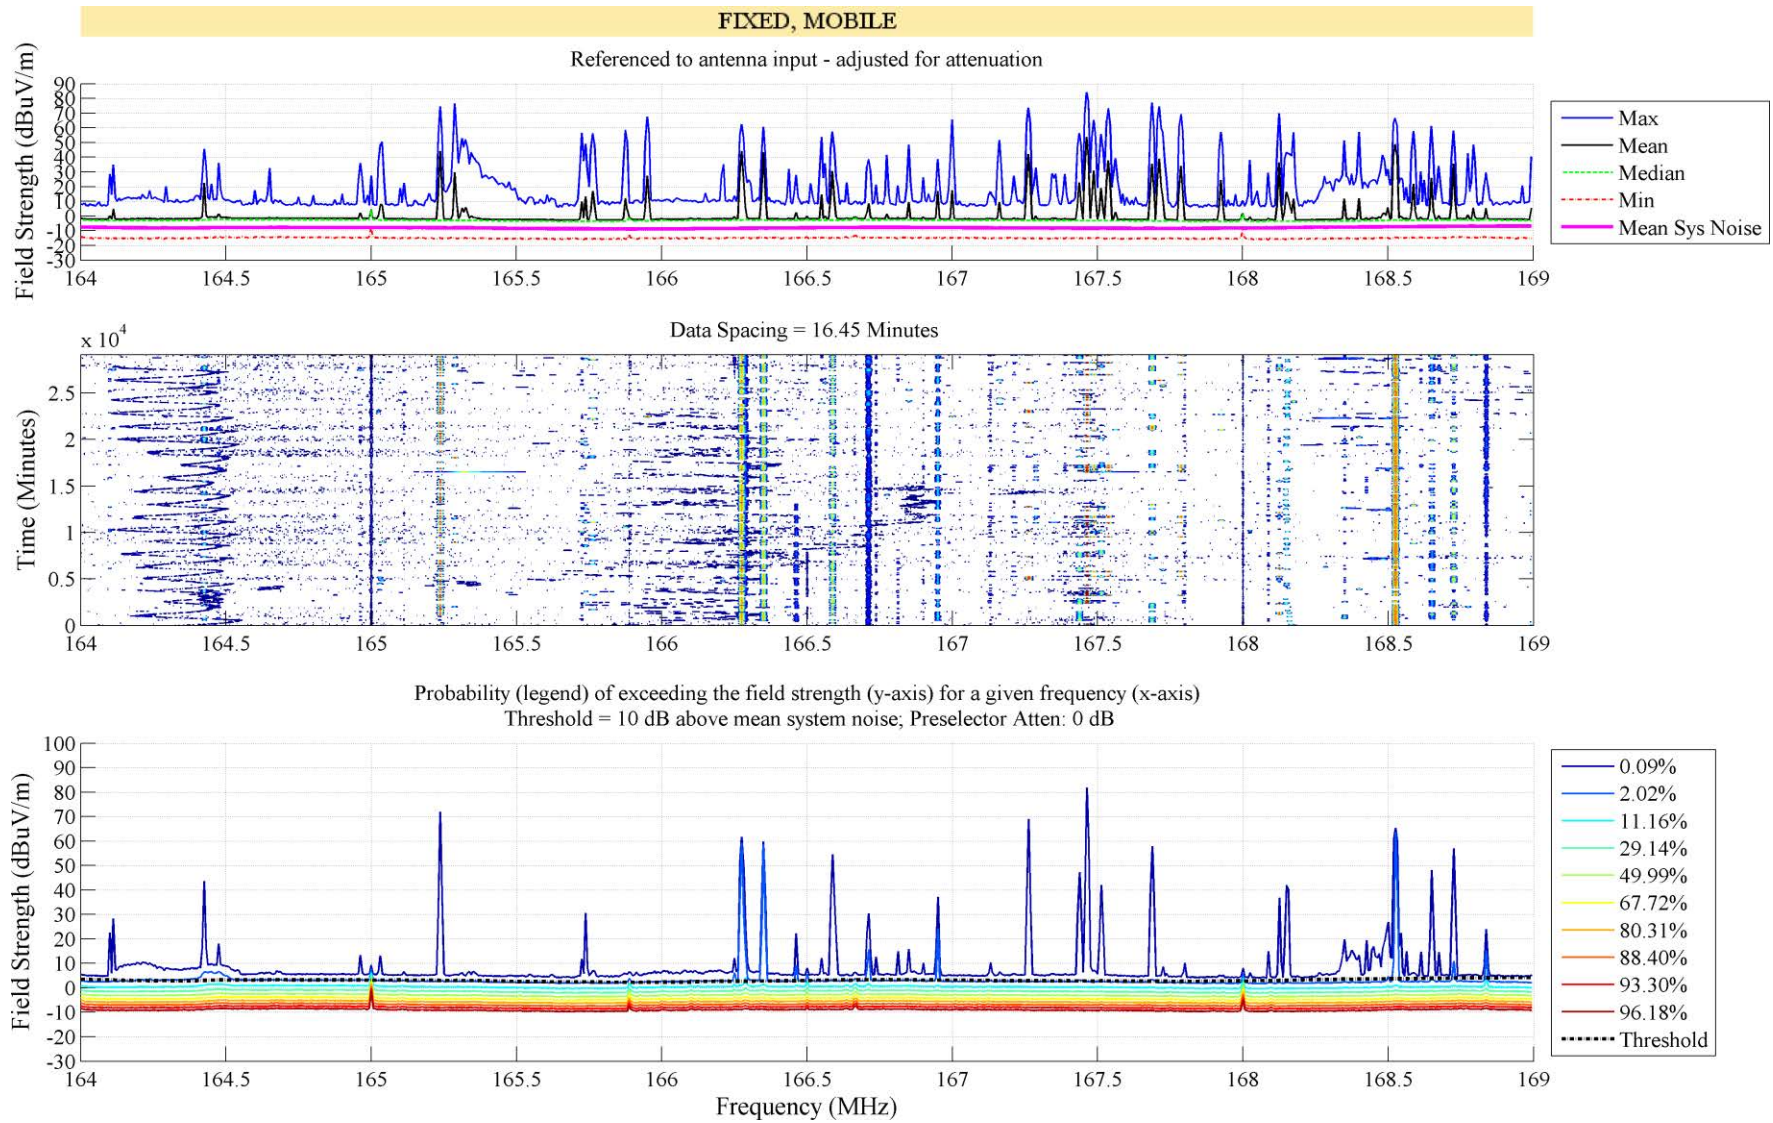 FIXED, MOBILE
Referenced to antenna input - adjusted for attenuation
Field Strength (dBuV/m)
90
80
70
60
50
40
30
20
10
0
-10
-20
-30
164 164.5 165 165.5 166 166.5 167 167.5 168 168.5 169
Max
Mean
Median
Min
Mean Sys Noise
Data Spacing = 16.45 Minutes
x 10^4
Time (Minutes)
2.5
2
1.5
1
0.5
0
164 164.5 165 165.5 166 166.5 167 167.5 168 168.5 169
Probability (legend) of exceeding the field strength (y-axis) for a given frequency (x-axis)
Threshold = 10 dB above mean system noise; Preselector Atten: 0 dB
Field Strength (dBuV/m)
100
90
80
70
60
50
40
30
20
10
0
-10
-20
-30
164 164.5 165 165.5 166 166.5 167 167.5 168 168.5 169
Frequency (MHz)
0.09%
2.02%
11.16%
29.14%
49.99%
67.72%
80.31%
88.40%
93.30%
96.18%
Threshold